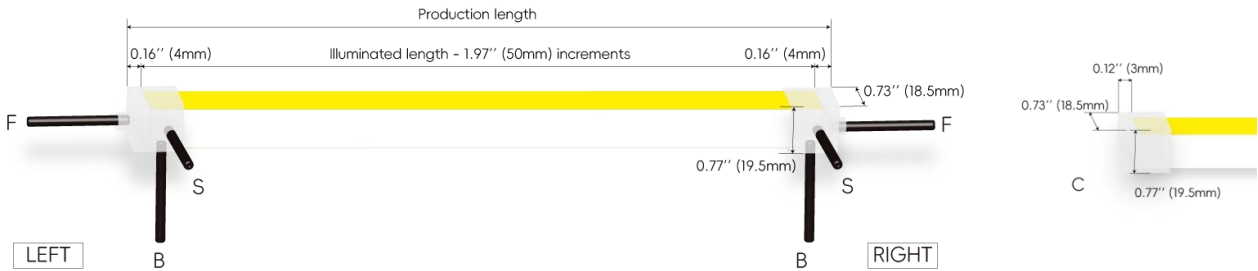 Production length
0.16'' (4mm)
Illuminated length - 1.97'' (50mm) increments
0.16'' (4mm)
0.12'' (3mm)
0.73'' (18.5mm)
0.73'' (18.5mm)
F
F
0.77'' (19.5mm)
S
S
C
0.77'' (19.5mm)
LEFT
B
B
RIGHT